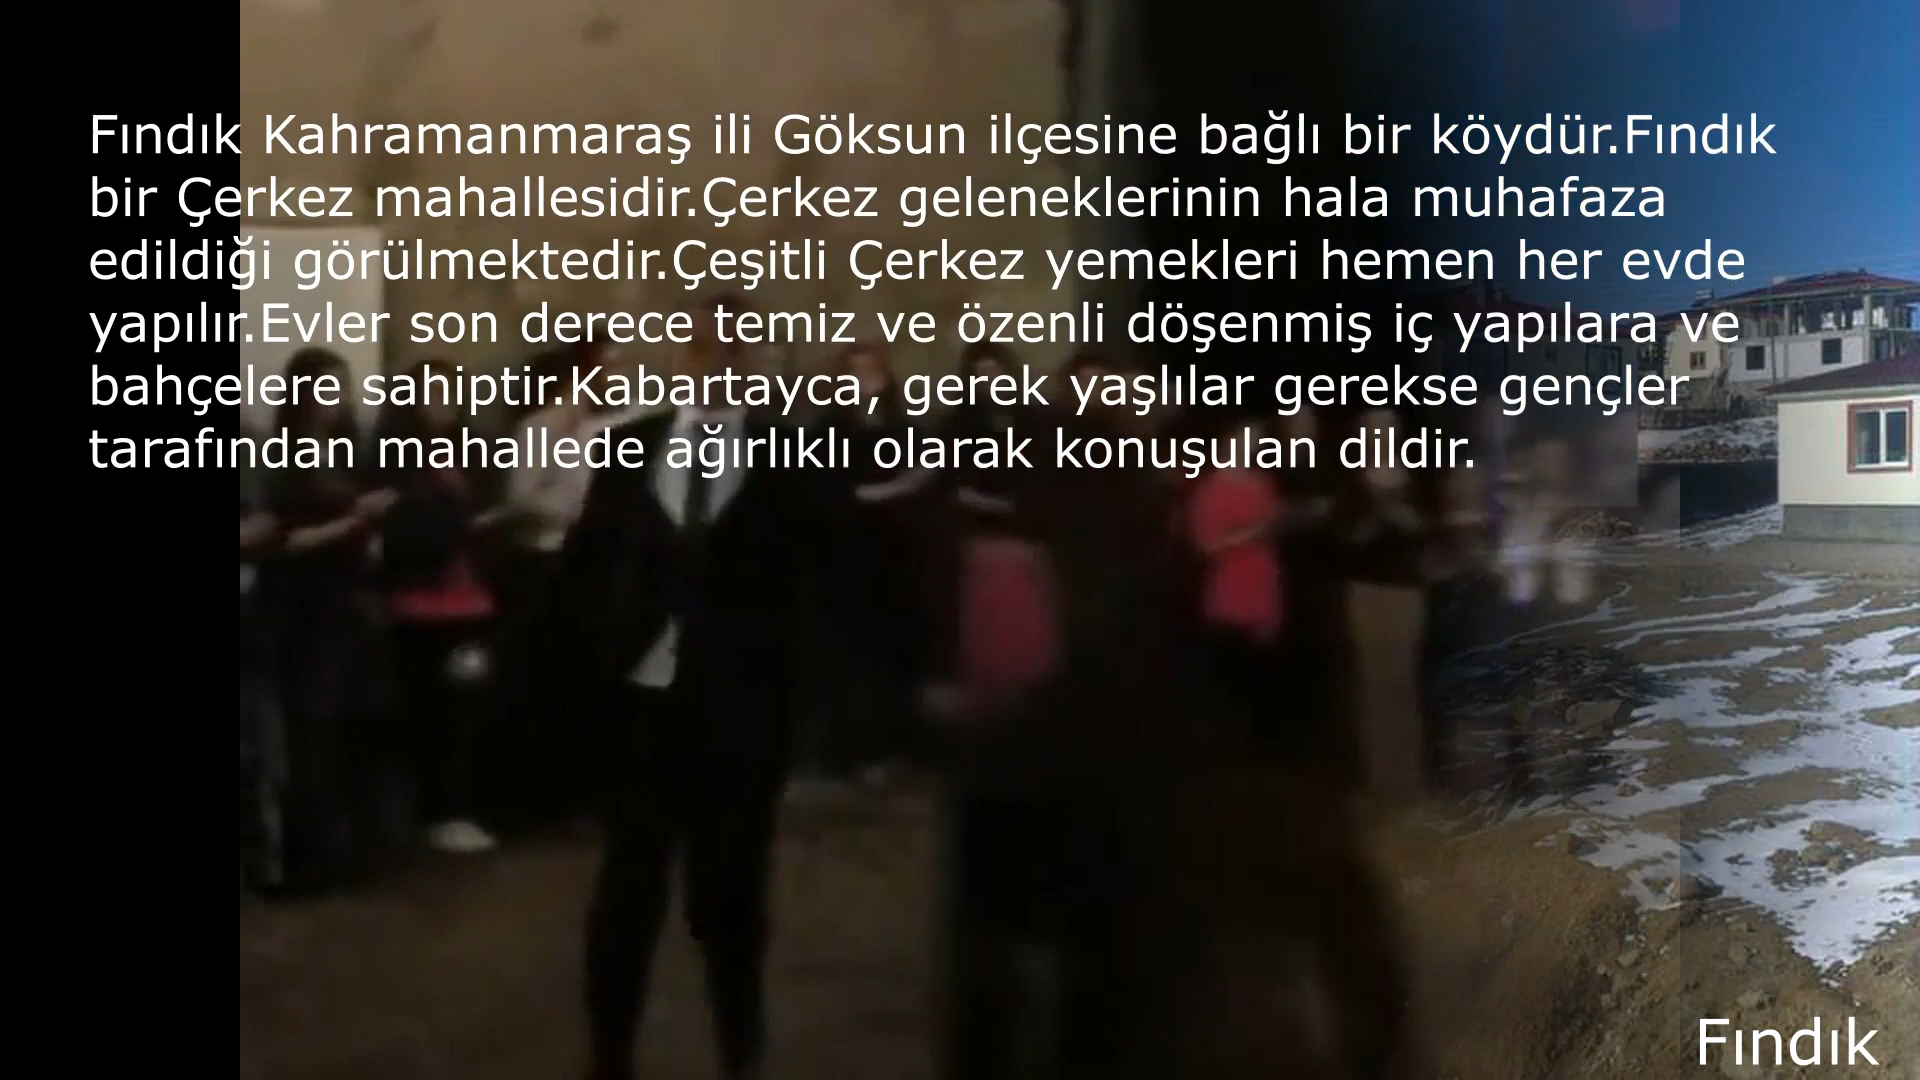 Fındık Kahramanmaraş ili Göksun ilçesine bağlı bir köydür.Fındık
bir Çerkez mahallesidir.Çerkez geleneklerinin hala muhafaza
edildiği görülmektedir.Çeşitli Çerkez yemekleri hemen her evde
yapılır.Evler son derece temiz ve özenli döşenmiş iç yapılara ve
bahçelere sahiptir.Kabartayca, gerek yaşlılar gerekse gençler
tarafından mahallede ağırlıklı olarak konuşulan dildir.
Fındık